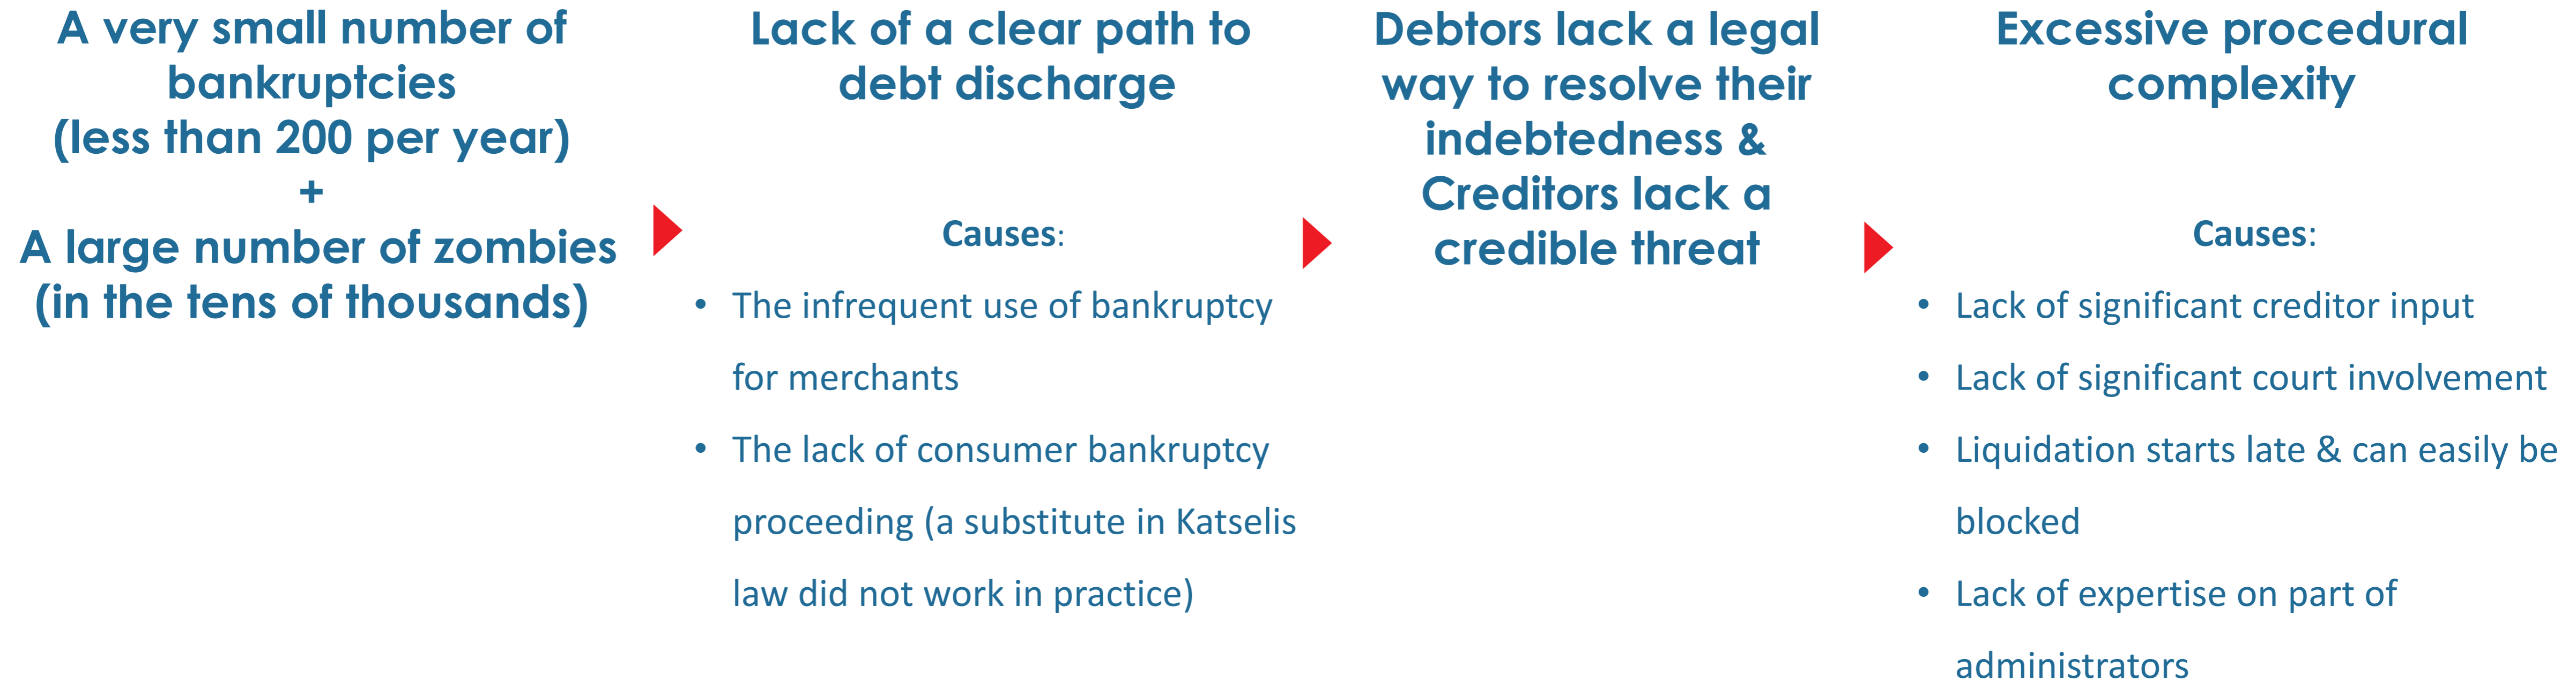 A very small number of
bankruptcies
(less than 200 per year)
+
A large number of zombies
(in the tens of thousands)
Lack of a clear path to
debt discharge
Causes:
• The infrequent use of bankruptcy
for merchants
• The lack of consumer bankruptcy
proceeding (a substitute in Katselis
law did not work in practice)
Debtors lack a legal
way to resolve their
indebtedness &
Creditors lack a
credible threat
Excessive procedural
complexity
Causes:
• Lack of significant creditor input
• Lack of significant court involvement
• Liquidation starts late & can easily be
blocked
• Lack of expertise on part of
administrators